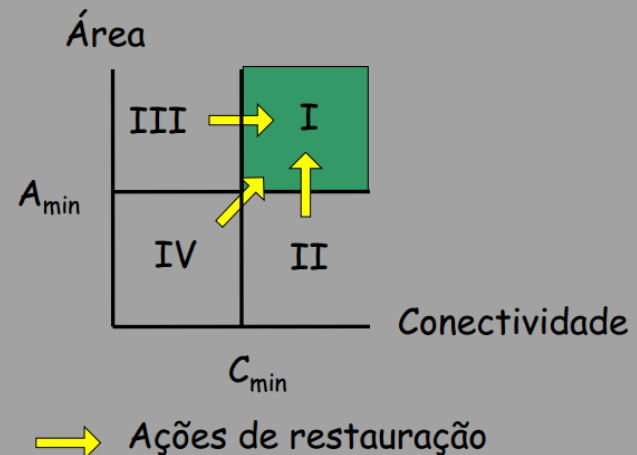 Área
III
I
A_min
IV
II
Conectividade
C_min
Ações de restauração